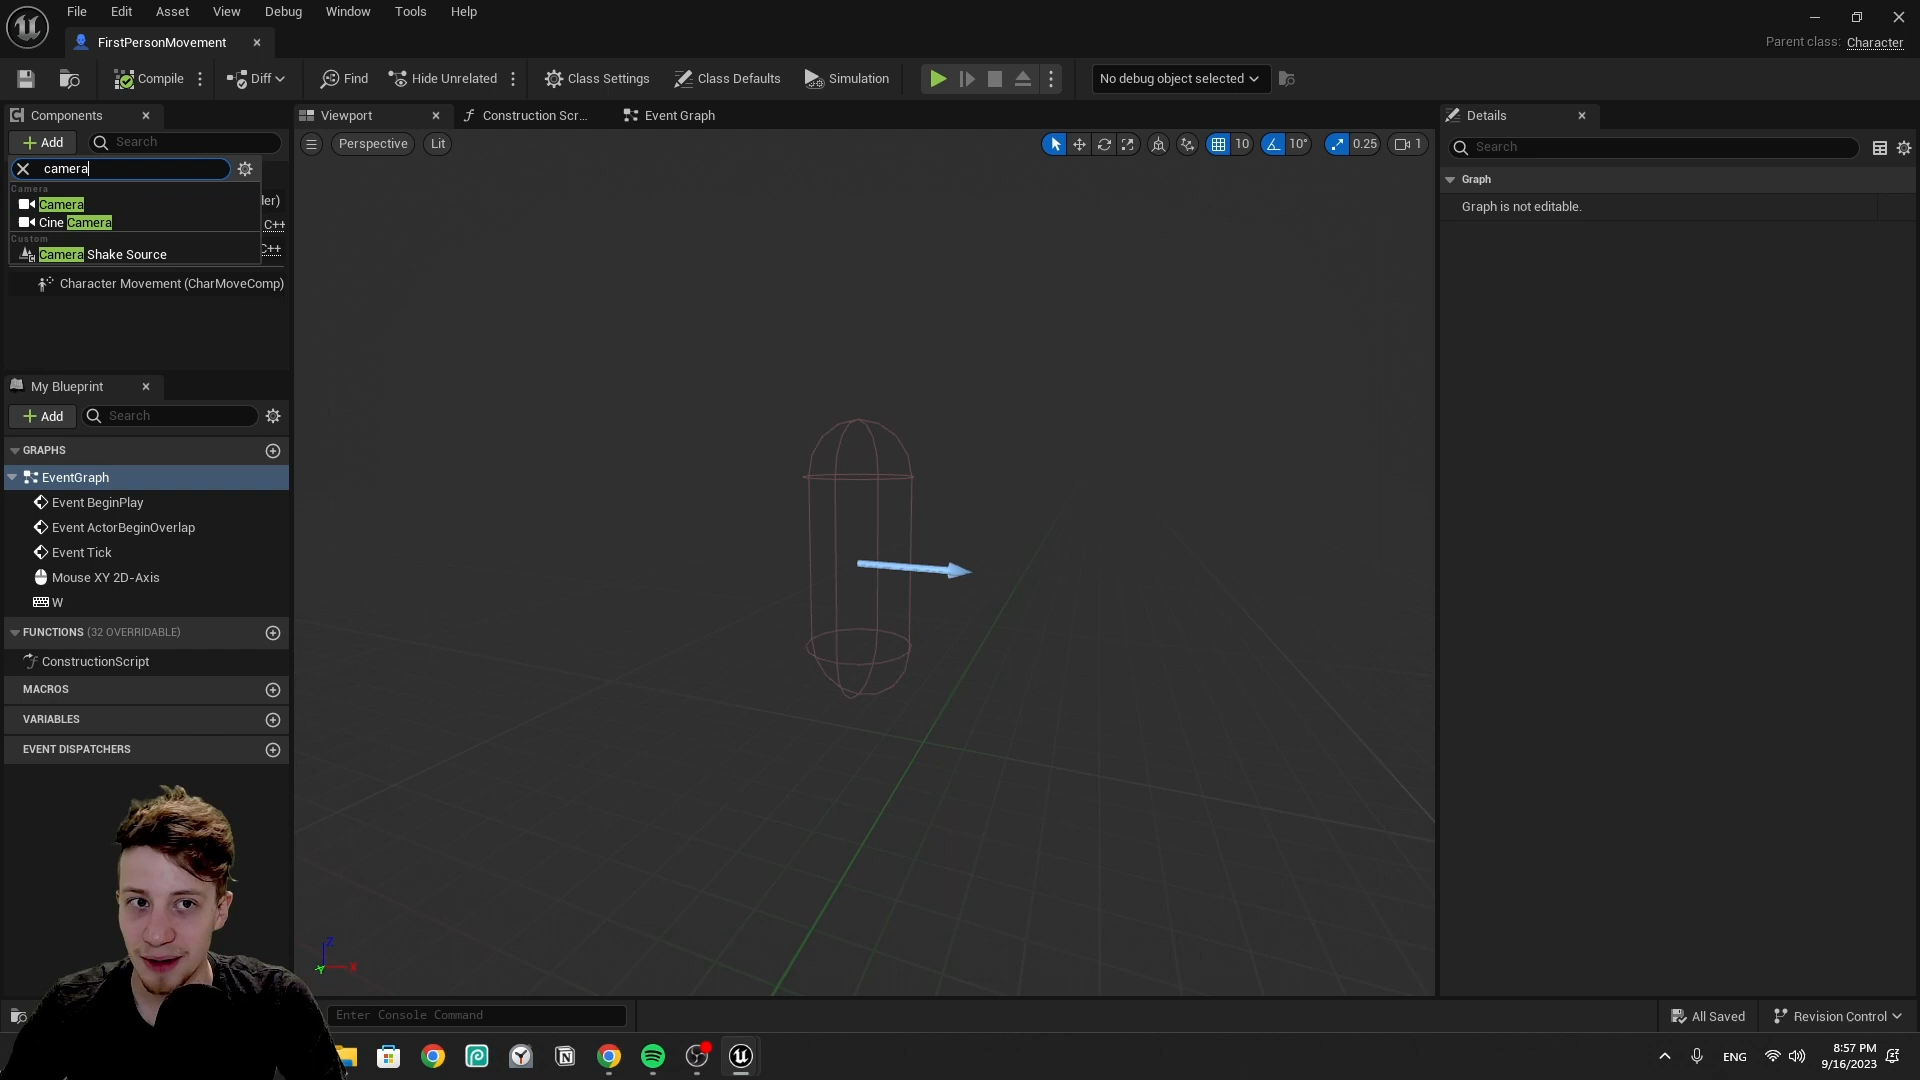 File Edit Asset View Debug Window Tools Help
FirstPersonMovement
Parent class: Character
Compile Diff Find Hide Unrelated Class Settings Class Defaults Simulation No debug object selected
Components
Viewport Construction Scr... Event Graph
Details
Add Search
Perspective Lit
10 10° 0.25 1
Search
camera
Graph
Camera
Camera
ler)
Graph is not editable.
Cine Camera
C++
Custom
C++
Camera Shake Source
Character Movement (CharMoveComp)
My Blueprint
Add Search
GRAPHS
EventGraph
Event BeginPlay
Event ActorBeginOverlap
Event Tick
Mouse XY 2D-Axis
W
FUNCTIONS (32 OVERRIDABLE)
ConstructionScript
MACROS
VARIABLES
EVENT DISPATCHERS
Z
X
Y
Enter Console Command
All Saved Revision Control
ENG
8:57 PM
9/16/2023